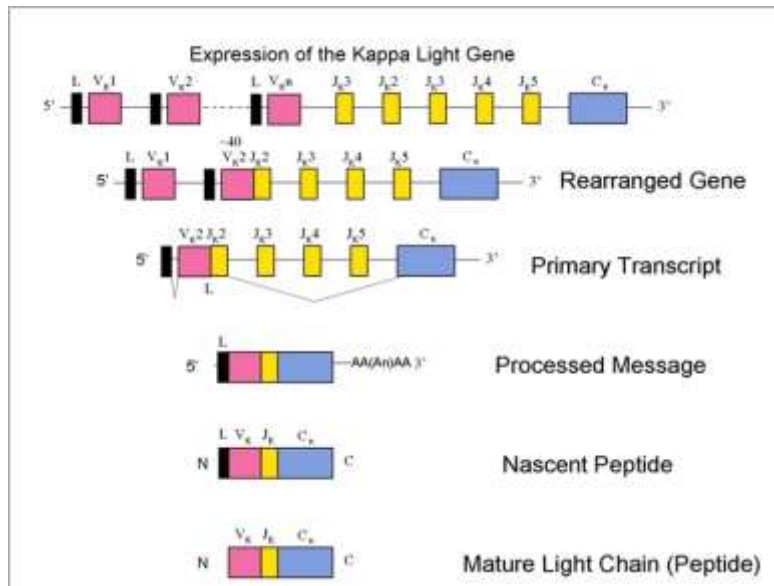 Expression of the Kappa Light Gene
L Vκ1 Vκ2 L Vκn Jκ3 Jκ2 Jκ3 Jκ4 Jκ5 Cκ
5' 3'
~40
L Vκ1 Vκ2 Jκ2 Jκ3 Jκ4 Jκ5 Cκ
5' 3' Rearranged Gene
Vκ2 Jκ2 Jκ3 Jκ4 Jκ5 Cκ
5' 3' Primary Transcript
L
L
5' AA(An)AA 3' Processed Message
L Vκ Jκ Cκ
N C Nascent Peptide
Vκ Jκ Cκ
N C Mature Light Chain (Peptide)